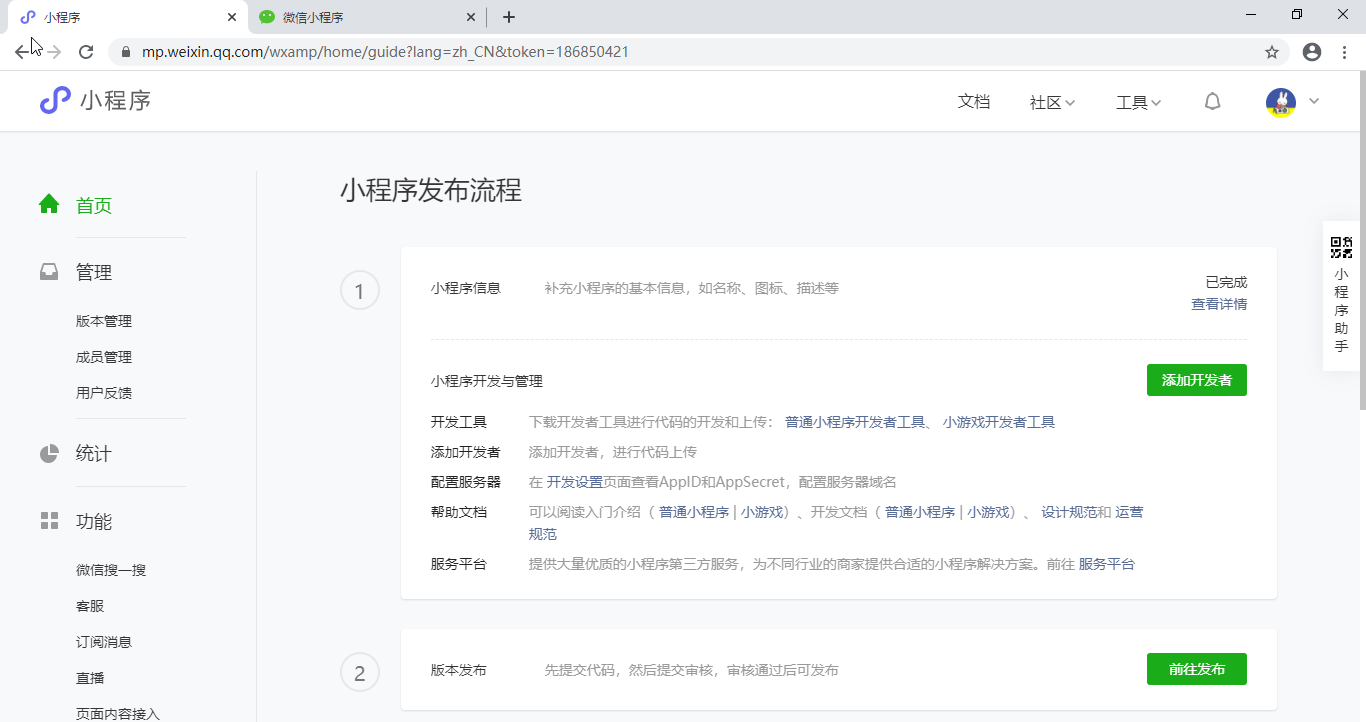 小程序
微信小程序
mp.weixin.qq.com/wxamp/home/guide?lang=zh_CN&token=186850421
小程序
文档
社区
工具
首页
管理
版本管理
成员管理
用户反馈
统计
功能
微信搜一搜
客服
订阅消息
直播
页面内容接入
小程序发布流程
1
小程序信息 补充小程序的基本信息，如名称、图标、描述等
已完成
查看详情
小程序开发与管理
添加开发者
开发工具 下载开发者工具进行代码的开发和上传： 普通小程序开发者工具、 小游戏开发者工具
添加开发者 添加开发者，进行代码上传
配置服务器 在 开发设置页面查看AppID和AppSecret，配置服务器域名
帮助文档 可以阅读入门介绍（ 普通小程序 | 小游戏）、开发文档（ 普通小程序 | 小游戏）、 设计规范和 运营
规范
服务平台 提供大量优质的小程序第三方服务，为不同行业的商家提供合适的小程序解决方案。前往 服务平台
2
版本发布 先提交代码，然后提交审核，审核通过后可发布
前往发布
小
程
序
助
手